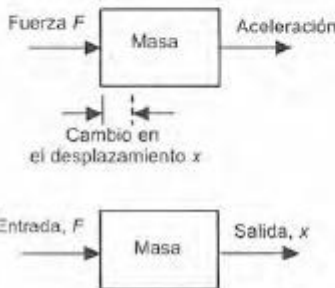 Fuerza F
Masa
Aceleración
Cambio en
el desplazamiento x
Entrada, F
Masa
Salida, x